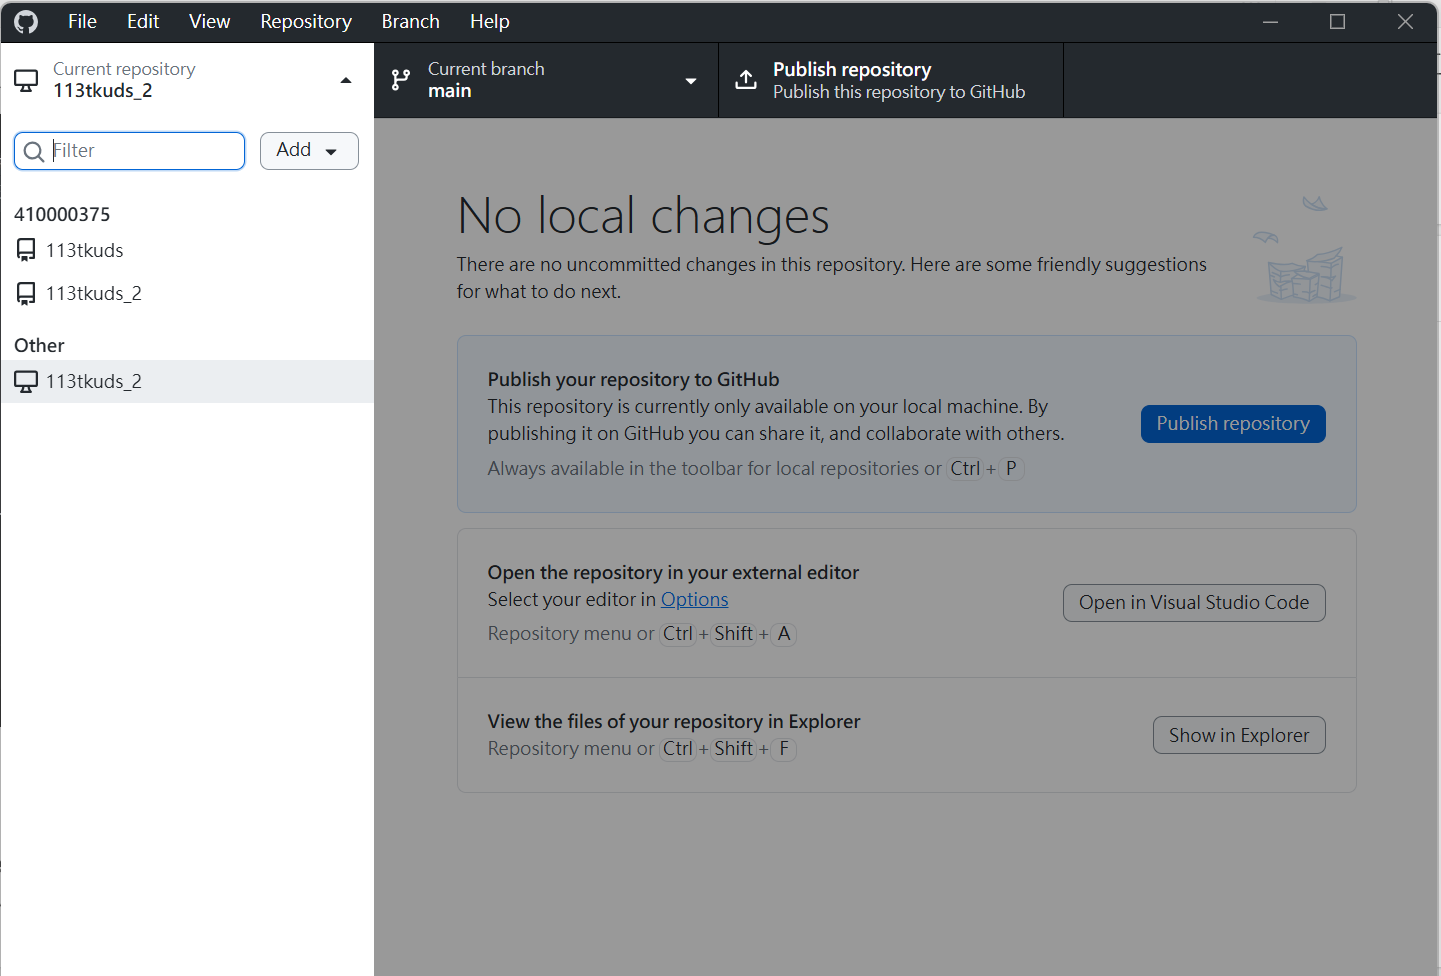 File Edit View Repository Branch Help
Current repository
113tkuds_2
Current branch
main
Publish repository
Publish this repository to GitHub
Filter
Add
410000375
113tkuds
113tkuds_2
Other
113tkuds_2
No local changes
There are no uncommitted changes in this repository. Here are some friendly suggestions
for what to do next.
Publish your repository to GitHub
This repository is currently only available on your local machine. By
publishing it on GitHub you can share it, and collaborate with others.
Always available in the toolbar for local repositories or Ctrl + P
Publish repository
Open the repository in your external editor
Select your editor in Options
Repository menu or Ctrl + Shift + A
Open in Visual Studio Code
View the files of your repository in Explorer
Repository menu or Ctrl + Shift + F
Show in Explorer